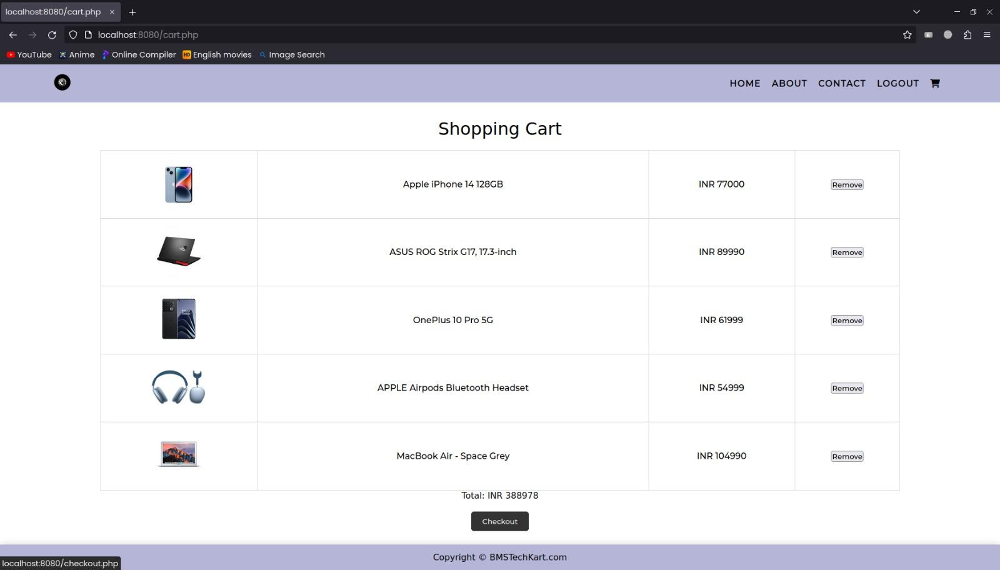 localhost:8080/cart.php
localhost:8080/cart.php
YouTube Anime Online Compiler HD English movies Image Search
HOME ABOUT CONTACT LOGOUT
Shopping Cart
Apple iPhone 14 128GB INR 77000 Remove
ASUS ROG Strix G17, 17.3-inch INR 89990 Remove
OnePlus 10 Pro 5G INR 61999 Remove
APPLE Airpods Bluetooth Headset INR 54999 Remove
MacBook Air - Space Grey INR 104990 Remove
Total: INR 388978
Checkout
Copyright © BMSTechKart.com
localhost:8080/checkout.php